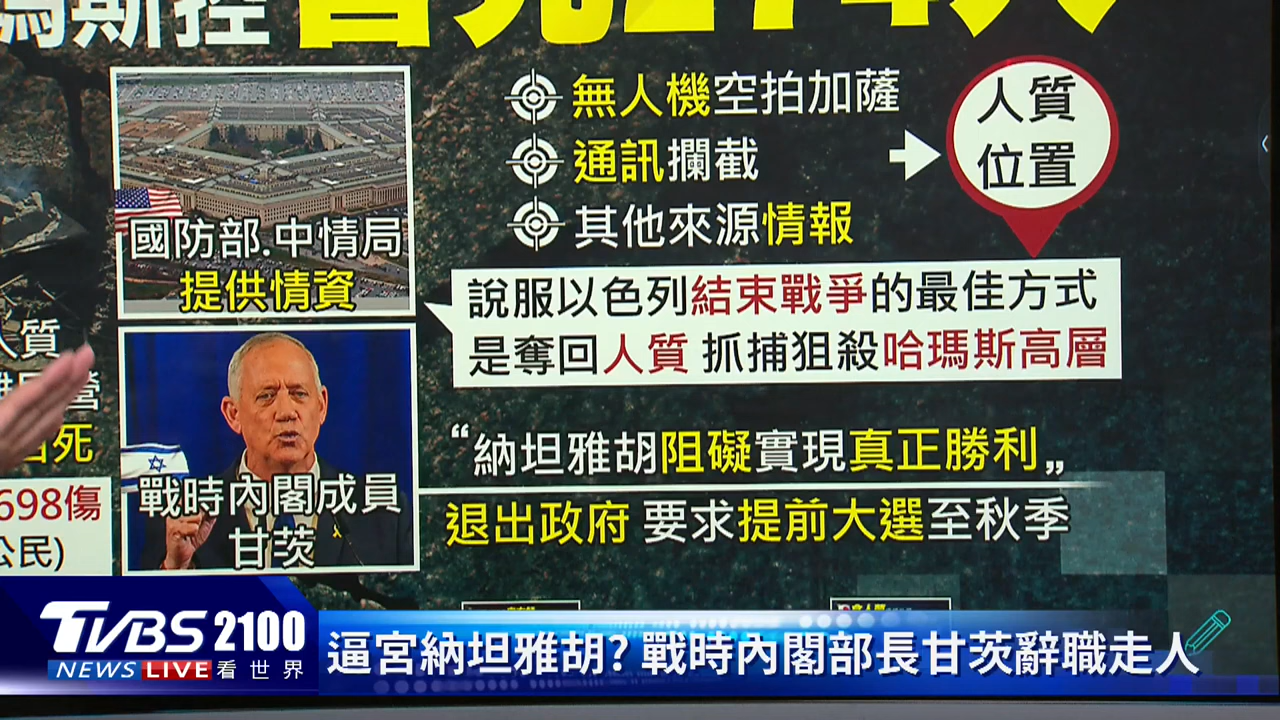 瑪斯控
無人機空拍加薩
通訊攔截
其他來源情報
人質
位置
國防部.中情局
提供情資
說服以色列結束戰爭的最佳方式
是奪回人質 抓捕狙殺哈瑪斯高層
人質
戰時內閣成員
甘茨
“納坦雅胡阻礙實現真正勝利”
退出政府 要求提前大選至秋季
698傷
公民)
TVBS 2100
NEWS LIVE 看世界
逼宮納坦雅胡? 戰時內閣部長甘茨辭職走人